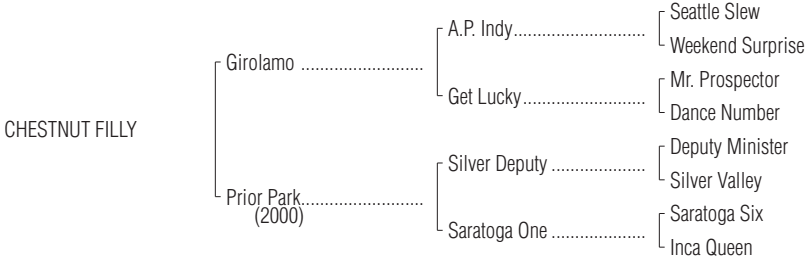 Seattle Slew
A.P. Indy..............................
Weekend Surprise
Girolamo ...........................
Mr. Prospector
Get Lucky............................
Dance Number
CHESTNUT FILLY
Deputy Minister
Silver Deputy .....................
Silver Valley
Prior Park...........................
(2000)
Saratoga Six
Saratoga One .....................
Inca Queen